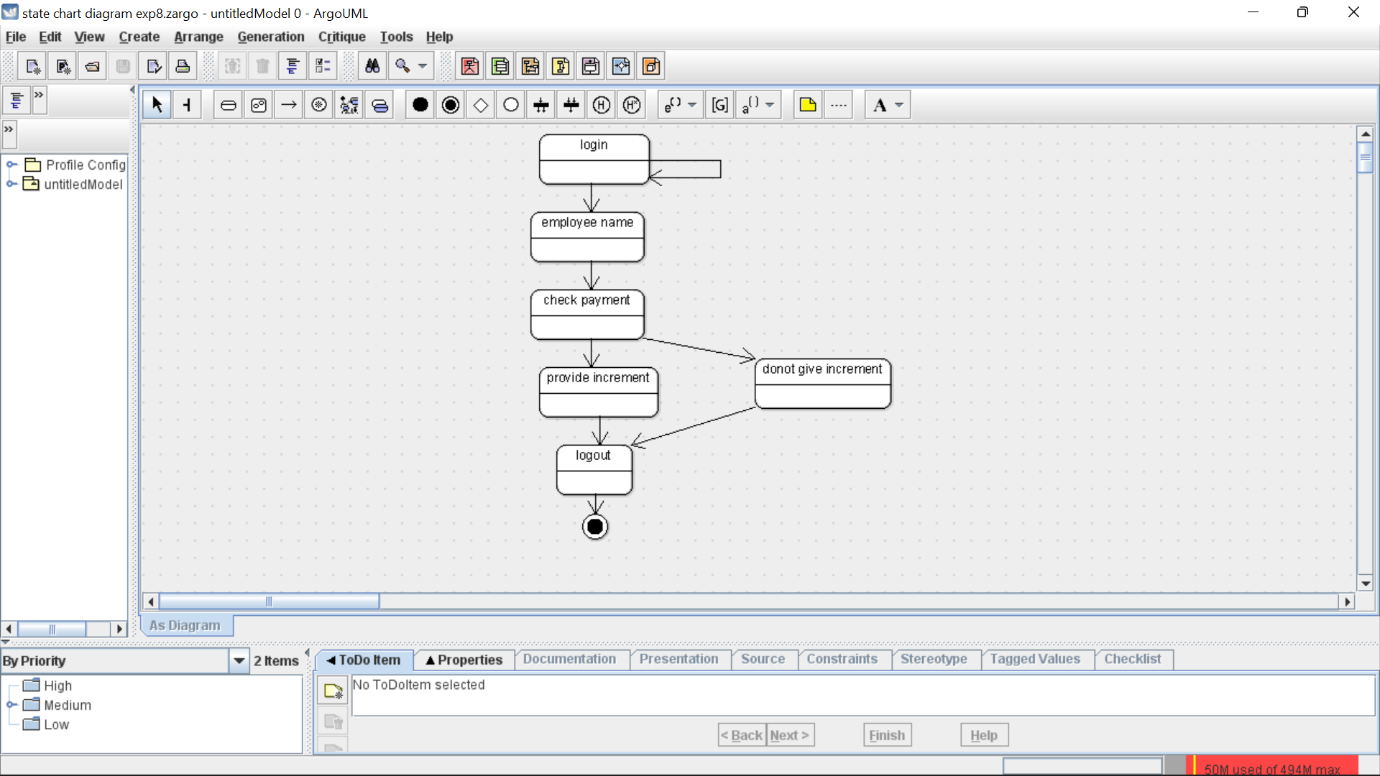 state chart diagram exp8.zargo - untitledModel 0 - ArgoUML
File Edit View Create Arrange Generation Critique Tools Help
H H*
e() [G] a() A
Profile Config
untitledModel
login
employee name
check payment
provide increment
donot give increment
logout
As Diagram
By Priority 2 Items
High
Medium
Low
ToDo Item Properties Documentation Presentation Source Constraints Stereotype Tagged Values Checklist
No ToDoItem selected
< Back Next > Finish Help
50M used of 494M max